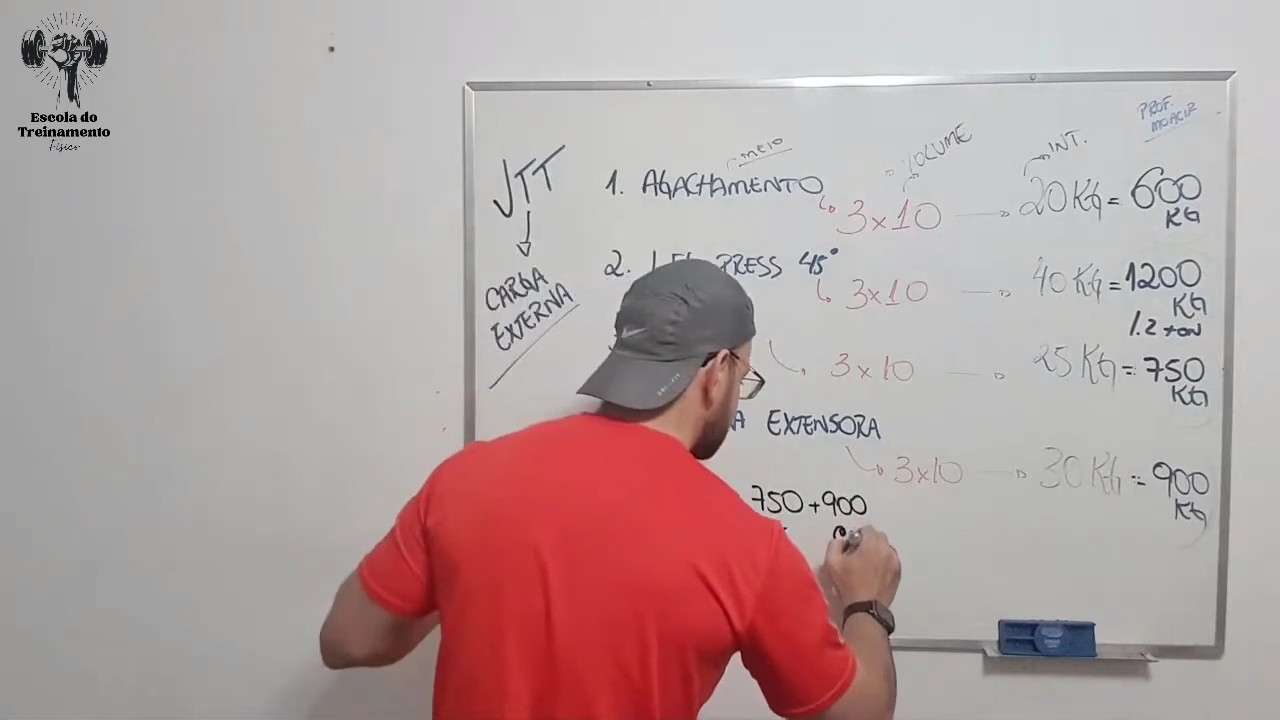 Escola do
Treinamento
Físico
PROF.
MOACIR
VTT
CARGA
EXTERNA
MEIO
VOLUME
INT.
1. AGACHAMENTO
3x10 20 KG = 600
KG
2. PRESS 45°
3x10 40 KG = 1200
KG
1.2 TON
3x10 25 KG = 750
KG
EXTENSORA
3x10 30 KG = 900
KG
750+900